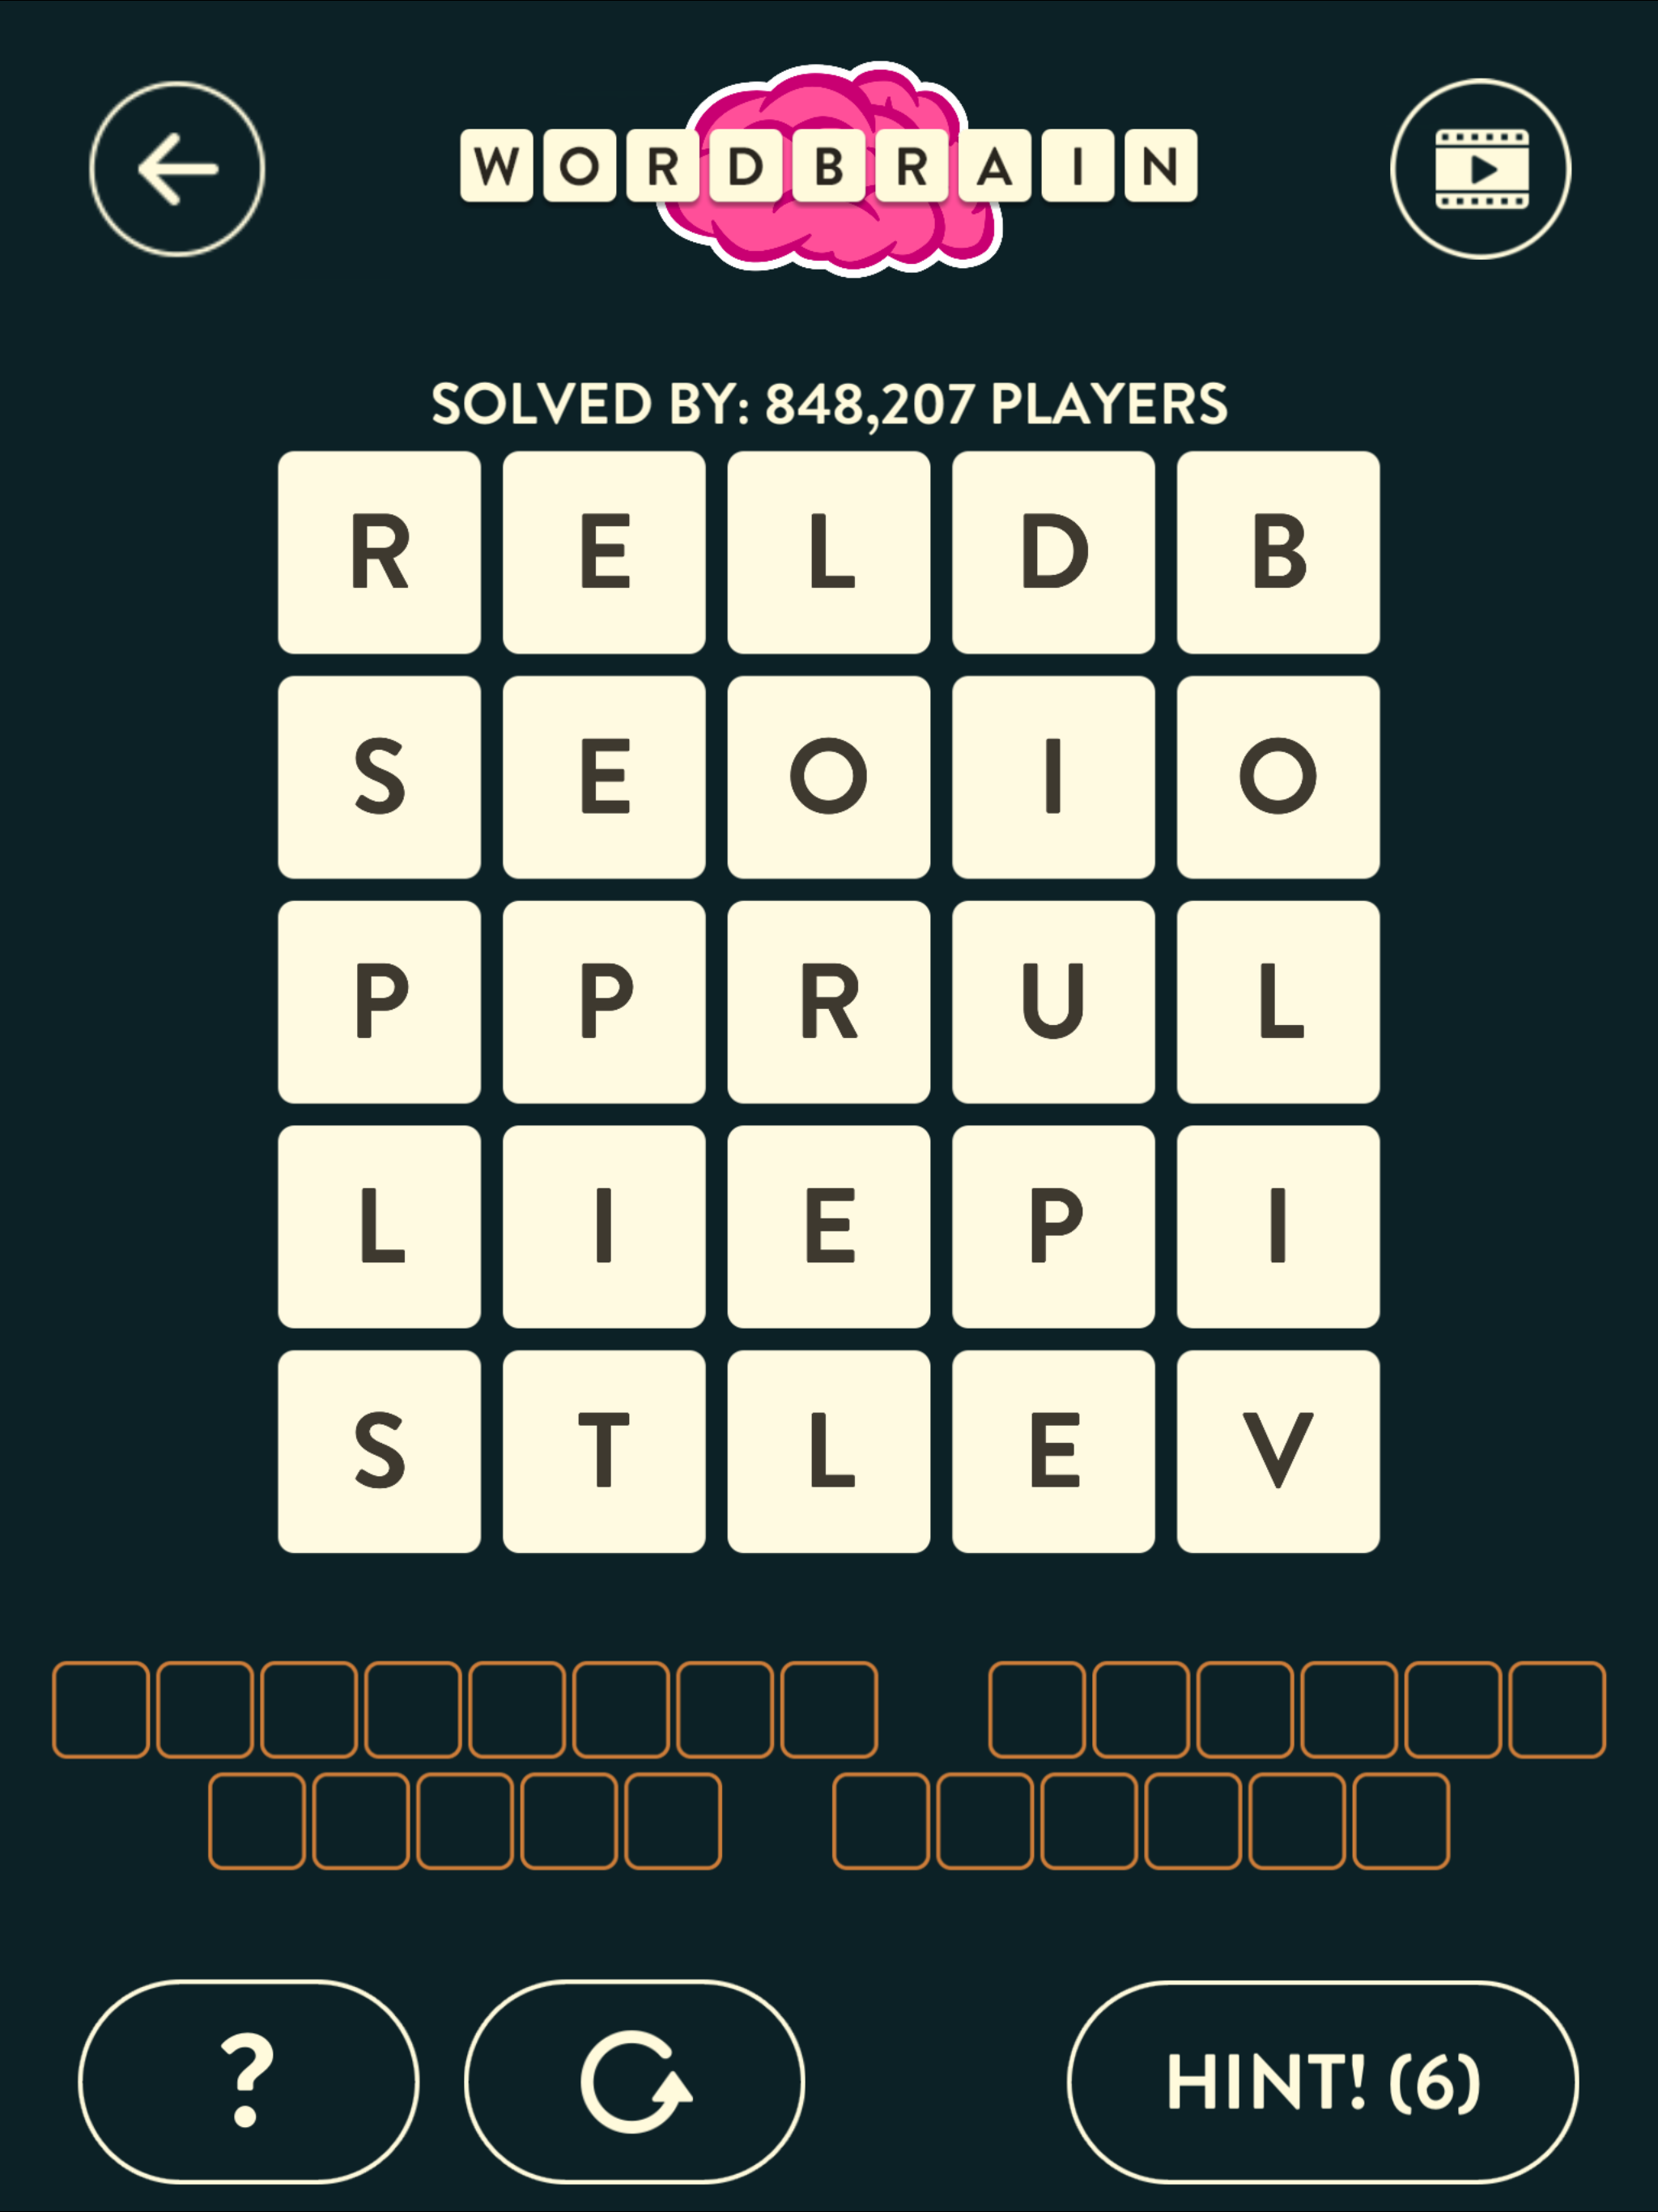 WORDBRAIN
SOLVED BY: 848,207 PLAYERS
R E L D B
S E O I O
P P R U L
L I E P I
S T L E V
? HINT! (6)